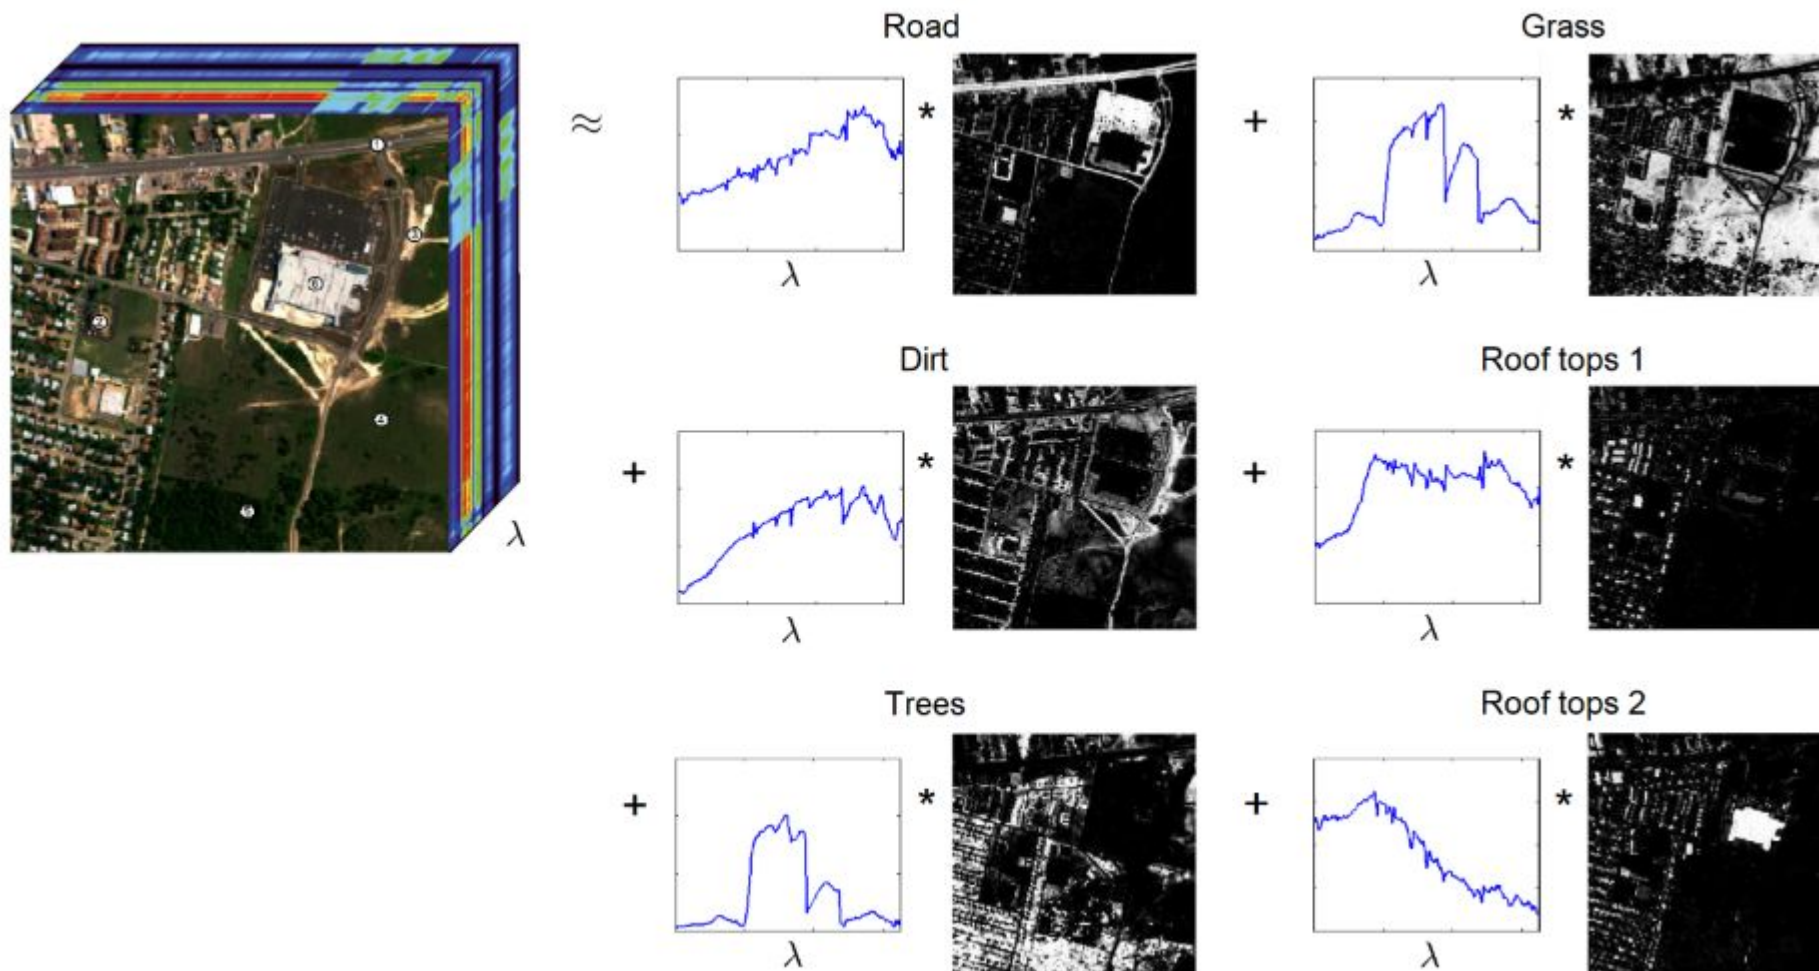 Road
Grass
≈
*
+
*
λ
λ
λ
Dirt
Roof tops 1
+
*
+
*
λ
λ
Trees
Roof tops 2
+
*
+
*
λ
λ